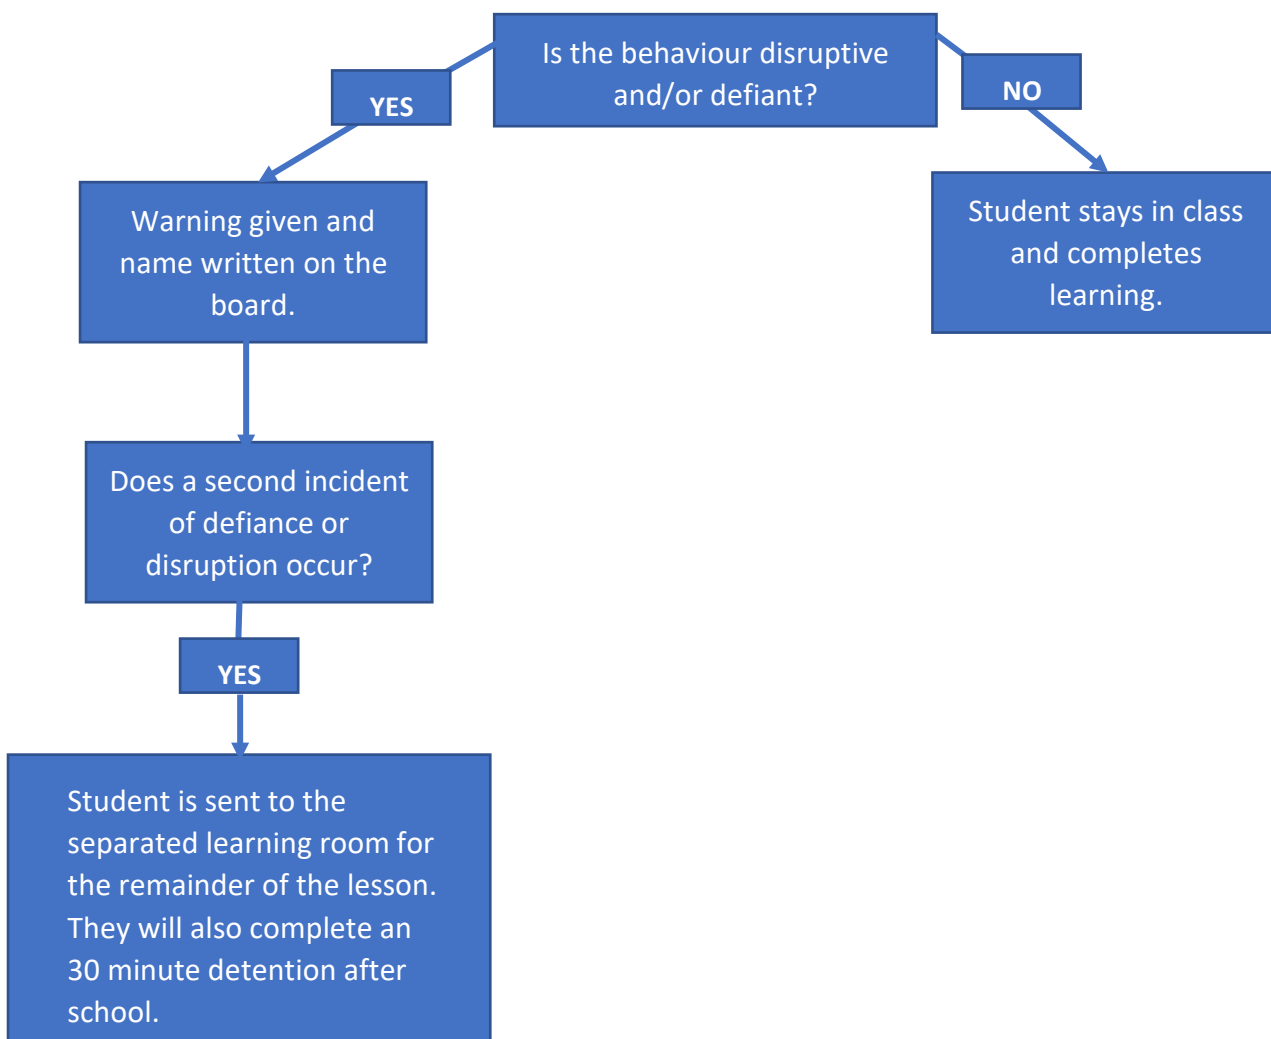 Is the behaviour disruptive
and/or defiant?
YES
NO
Warning given and
name written on the
board.
Student stays in class
and completes
learning.
Does a second incident
of defiance or
disruption occur?
YES
Student is sent to the
separated learning room for
the remainder of the lesson.
They will also complete an
30 minute detention after
school.